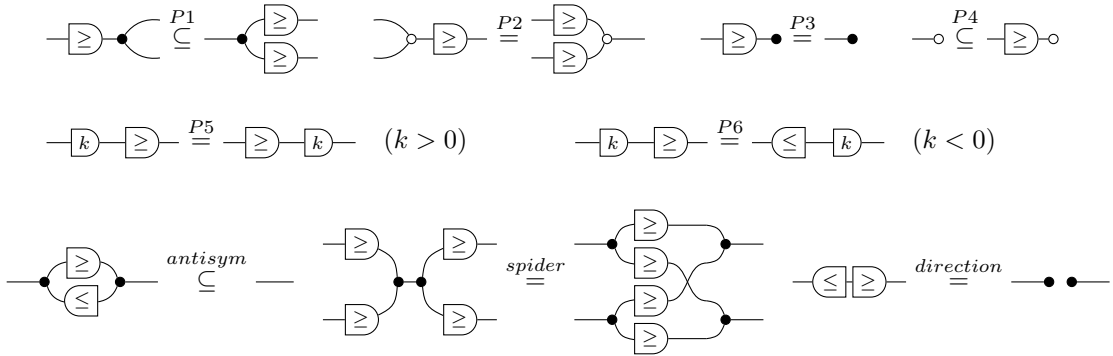 ≥ P1 ⊆ ≥ ≥ ≥ P2 = ≥ ≥ ≥ P3 = P4 ⊆ ≥
k ≥ P5 = ≥ k (k > 0) k ≥ P6 = ≤ k (k < 0)
≥ ≤ antisym ⊆ ≥ ≥ ≥ ≥ spider = ≥ ≥ ≥ ≥ ≤ ≥ direction =